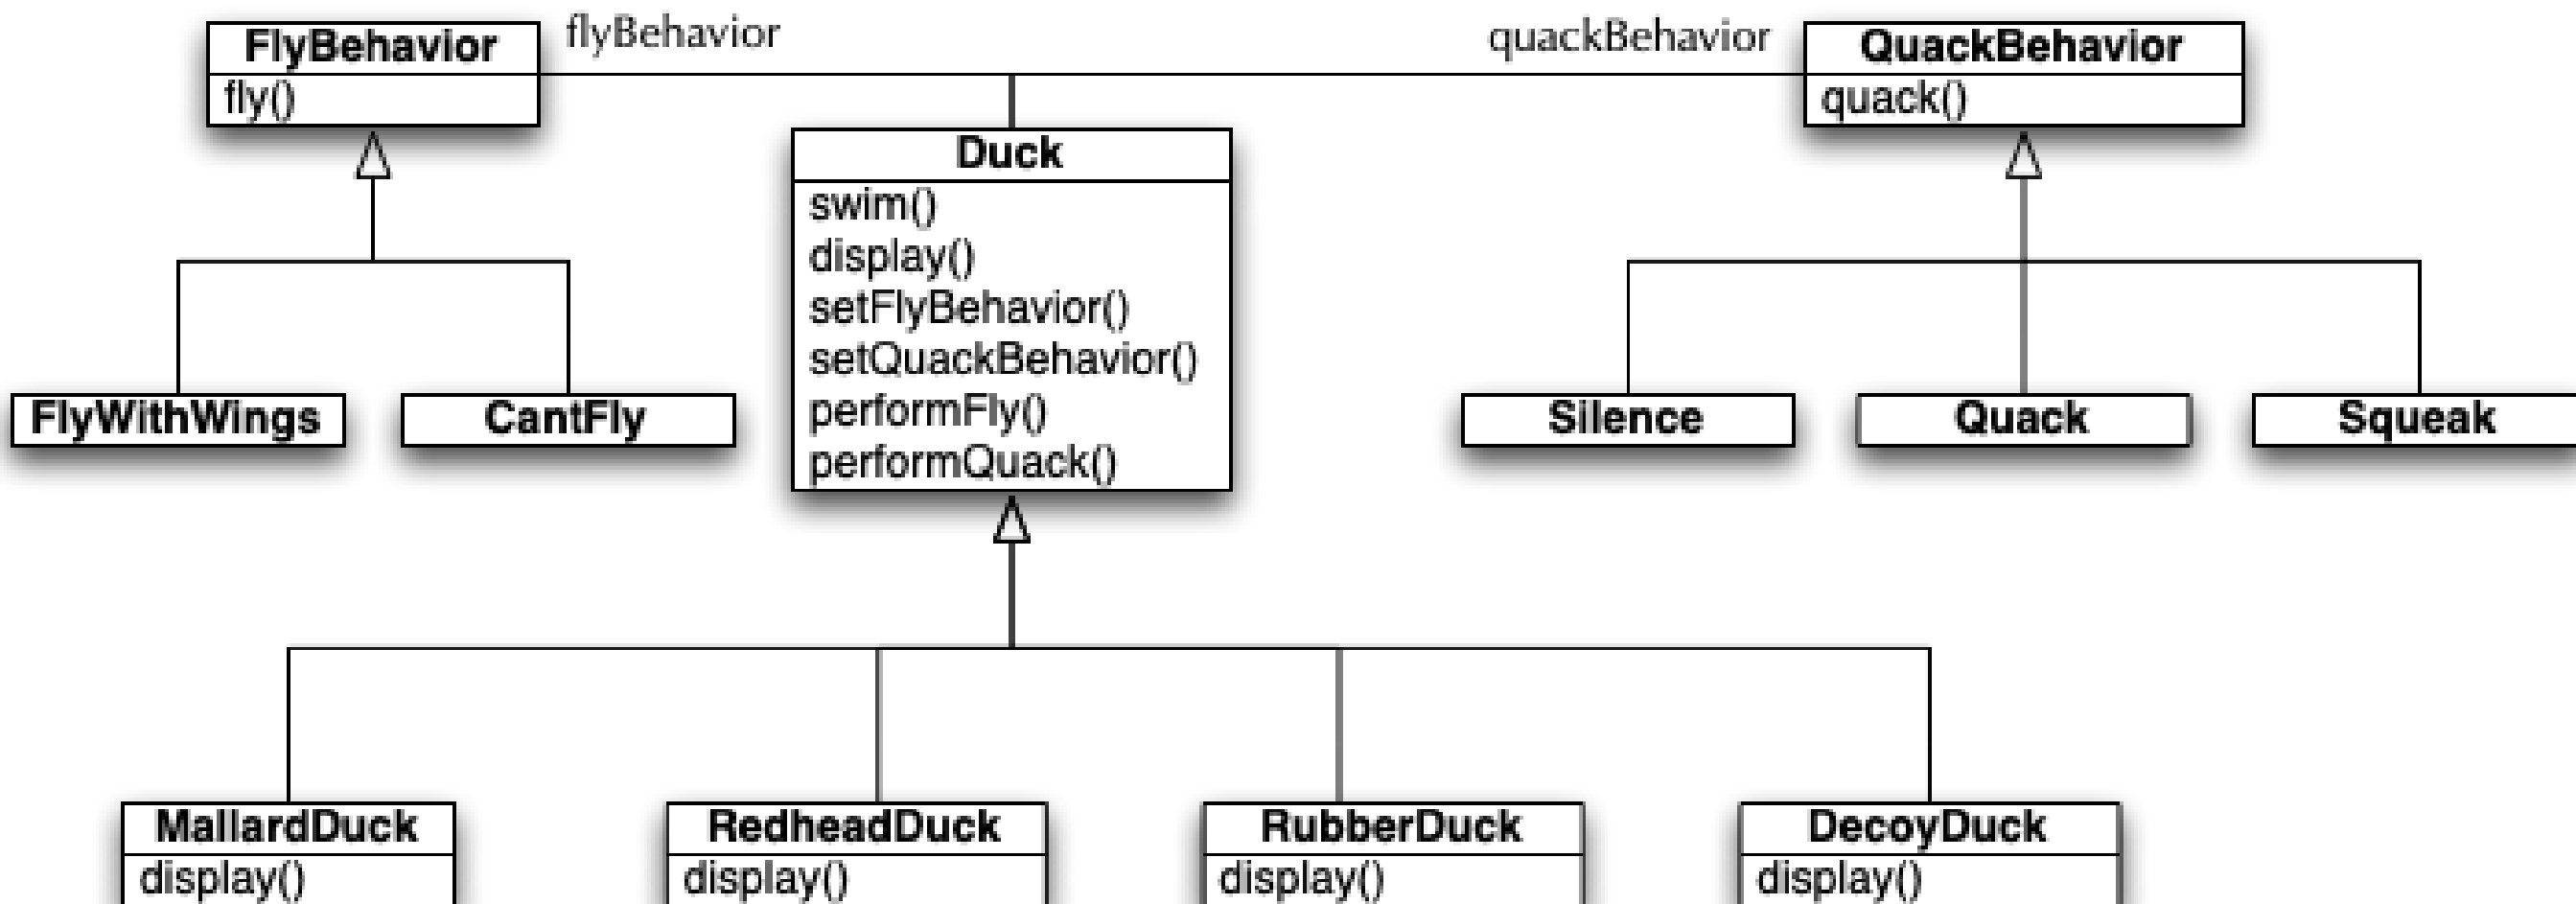 FlyBehavior
fly()
flyBehavior
quackBehavior
QuackBehavior
quack()
Duck
swim()
display()
setFlyBehavior()
setQuackBehavior()
performFly()
performQuack()
FlyWithWings
CantFly
Silence
Quack
Squeak
MallardDuck
display()
RedheadDuck
display()
RubberDuck
display()
DecoyDuck
display()